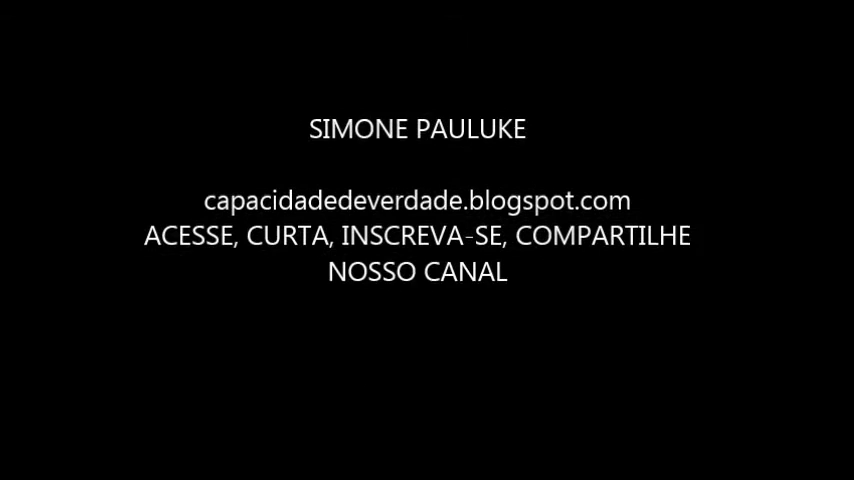 SIMONE PAULUKE
capacidadedeverdade.blogspot.com
ACESSE, CURTA, INSCREVA-SE, COMPARTILHE
NOSSO CANAL